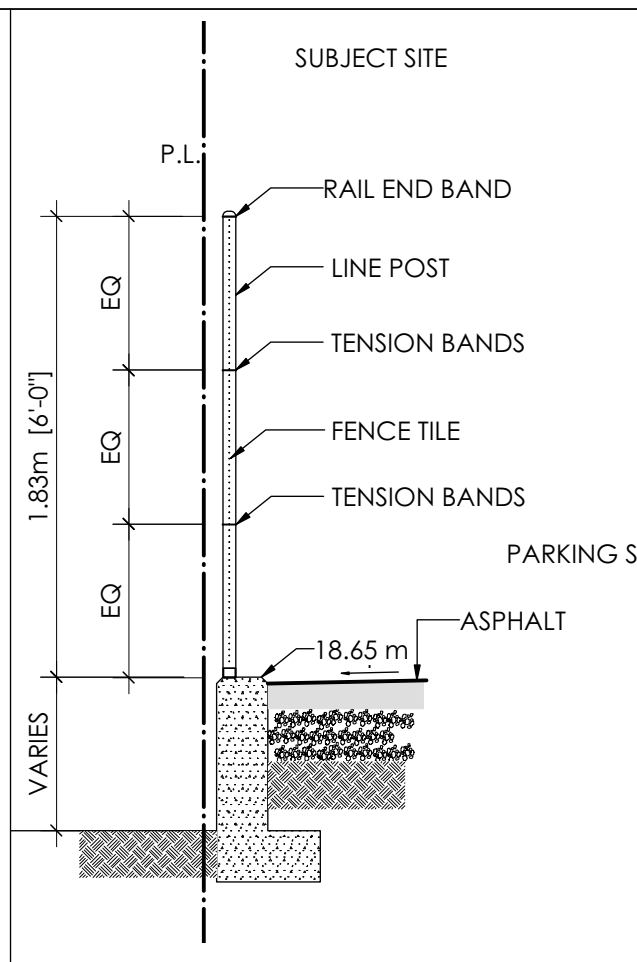 SUBJECT SITE
P.L.
RAIL END BAND
EQ
LINE POST
TENSION BANDS
1.83m [6'-0"]
EQ
FENCE TILE
TENSION BANDS
PARKING S
EQ
ASPHALT
18.65 m
VARIES